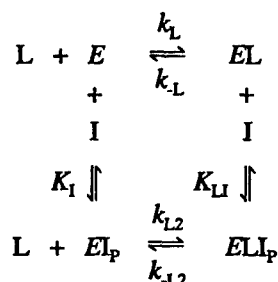 k_L
L + E ⇌ EL
k_-L
+ +
I I
K_I ⇌ K_LI ⇌
k_L2
L + EI_P ⇌ ELI_P
k_-L2